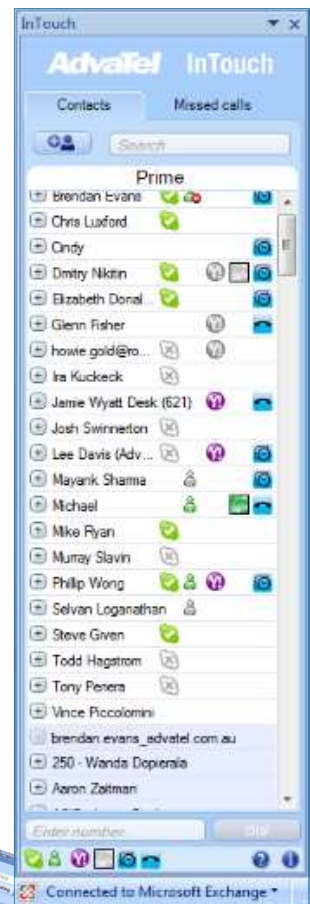 InTouch
AdvaTel InTouch
Contacts Missed calls
Search
Prime
Brendan Evans
Chris Luxford
Cindy
Dmitry Nikitin
Elizabeth Donal...
Glenn Fisher
howie gold@ro...
Ira Kuckeck
Jamie Wyatt Desk (621)
Josh Swinnerton
Lee Davis (Adv...
Mayank Sharma
Michael
Mike Ryan
Murray Slavin
Phillip Wong
Selvan Loganathan
Steve Given
Todd Hagstrom
Tony Perera
Vince Piccolomini
brendan evans_advatel com au
250 - Wanda Dopierala
Aaron Zaitman
Enter number...
Connected to Microsoft Exchange